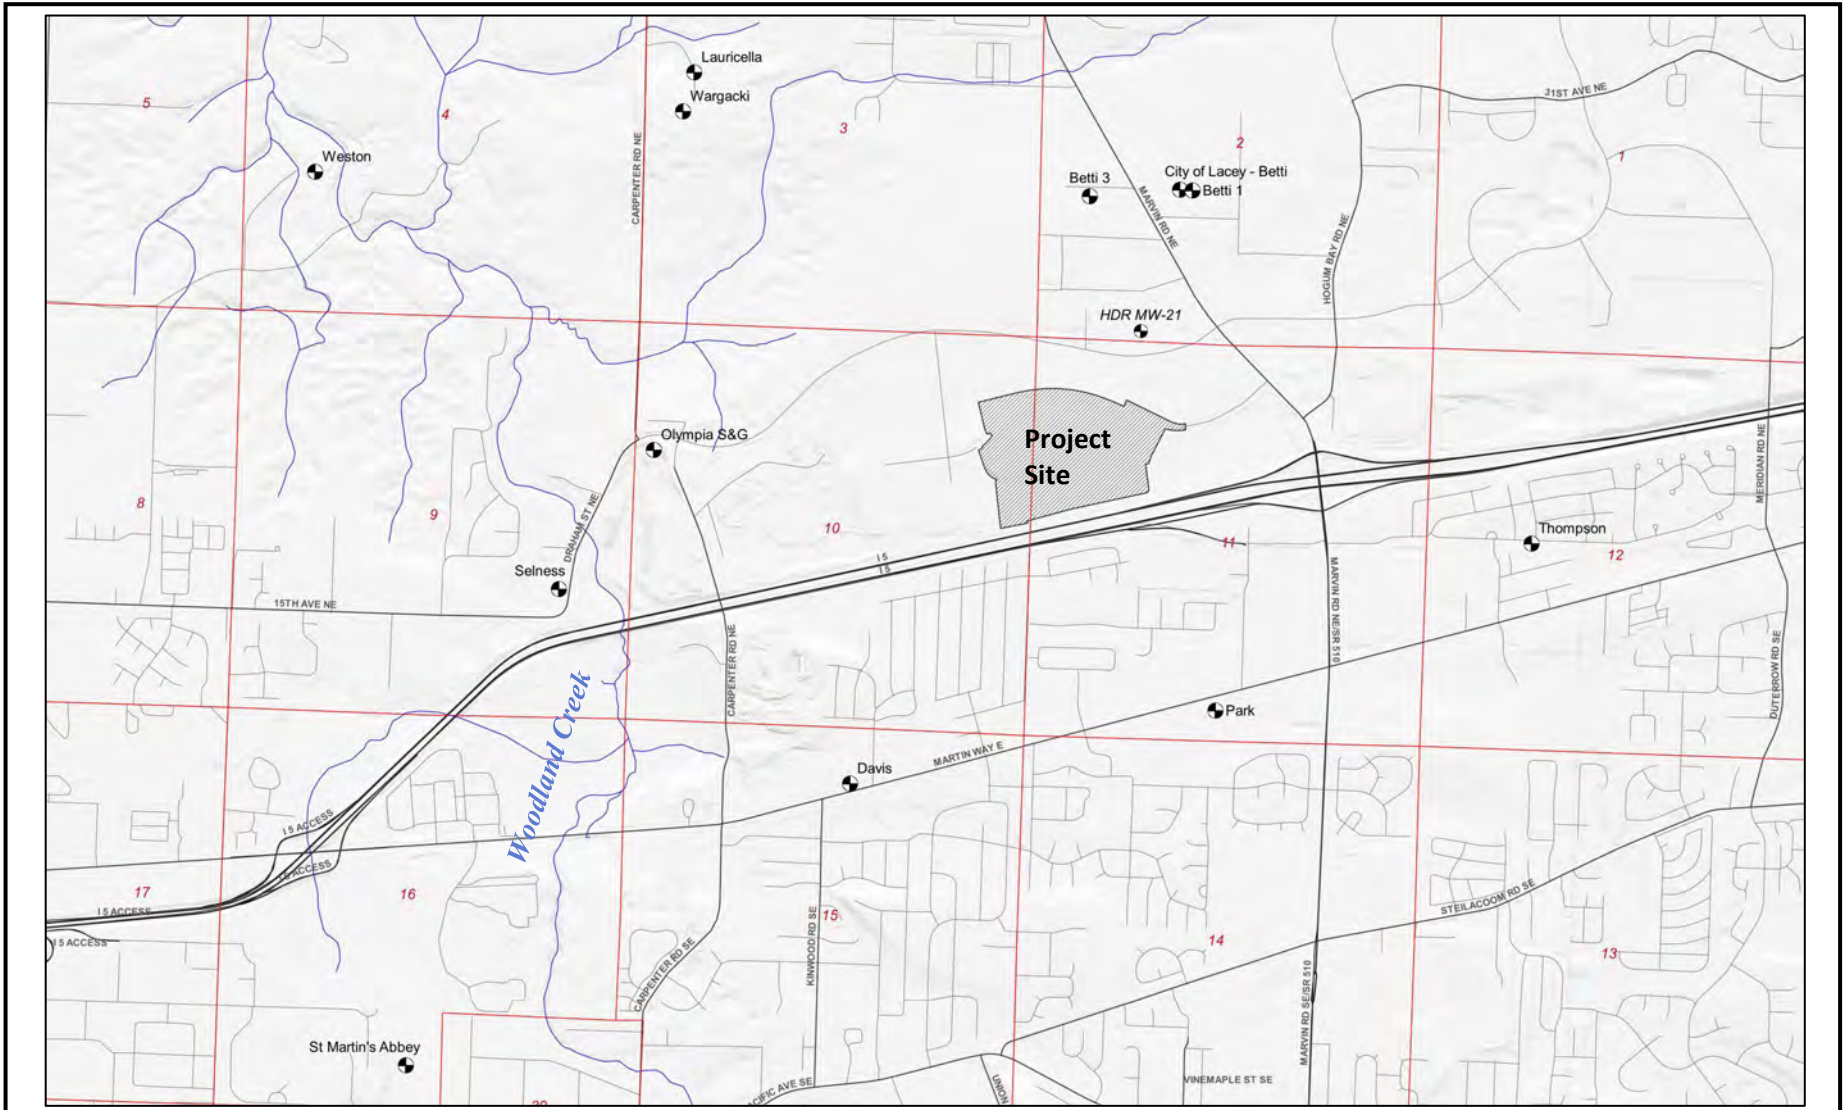 Lauricella
Wargacki
5
4
3
2
1
31ST AVE NE
Weston
CARPENTER RD NE
Betti 3
City of Lacey - Betti
Betti 1
MARVIN RD NE
HOGUM BAY RD NE
HDR MW-21
Project
Site
Olympia S&G
MERIDIAN RD NE
8
9
10
11
12
Thompson
DRAHAM ST NE
I 5
I 5
Selness
15TH AVE NE
MARVIN RD NE/SR 510
CARPENTER RD NE
DUTERROW RD SE
Woodland Creek
Park
MARTIN WAY E
Davis
I 5 ACCESS
I 5 ACCESS
17
16
I 5 ACCESS
I 5 ACCESS
15
14
13
STEILACOOM RD SE
KINWOOD RD SE
CARPENTER RD SE
MARVIN RD SE/SR 510
St Martin's Abbey
ACIFIC AVE SE
UNION
VINEMAPLE ST SE